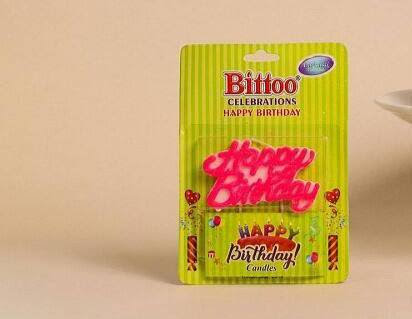 Bittoo®
CELEBRATIONS
HAPPY BIRTHDAY
Happy
Birthday
HAPPY
Birthday!
Candles